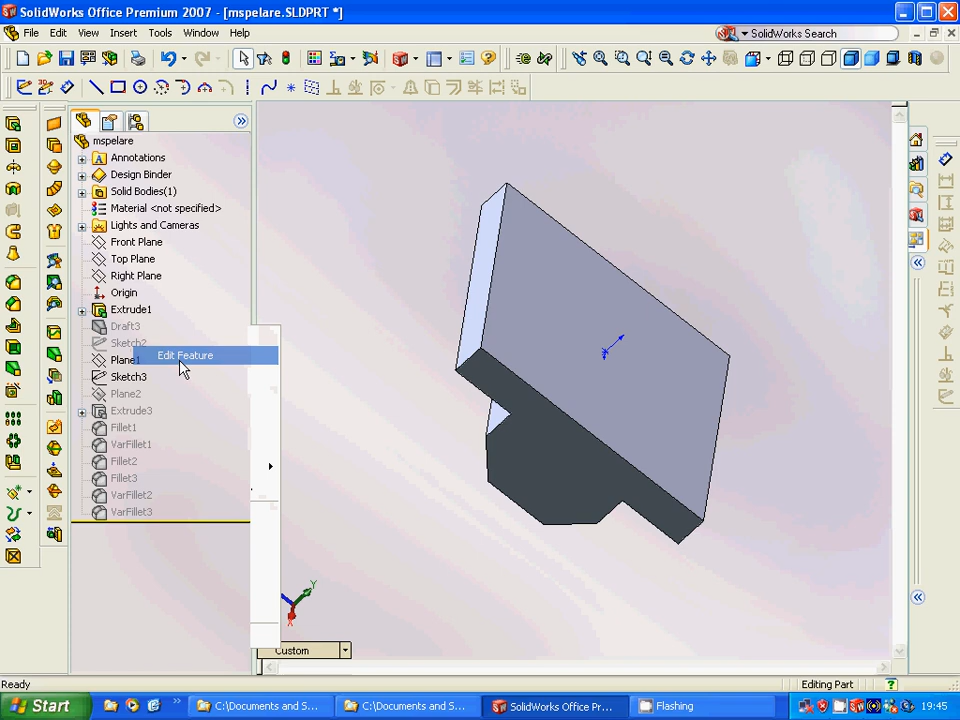 SolidWorks Office Premium 2007 - [mspelare.SLDPRT *]
File Edit View Insert Tools Window Help
SolidWorks Search
mspelare
Annotations
Design Binder
Solid Bodies(1)
Material <not specified>
Lights and Cameras
Front Plane
Top Plane
Right Plane
Origin
Extrude1
Draft3
Sketch2
Edit Feature
Plane1
Sketch3
Plane2
Extrude3
Fillet1
VarFillet1
Fillet2
Fillet3
VarFillet2
VarFillet3
Y
X
Custom
Ready
Editing Part
Start
C:\Documents and S...
C:\Documents and S...
SolidWorks Office Pr...
Flashing
19:45